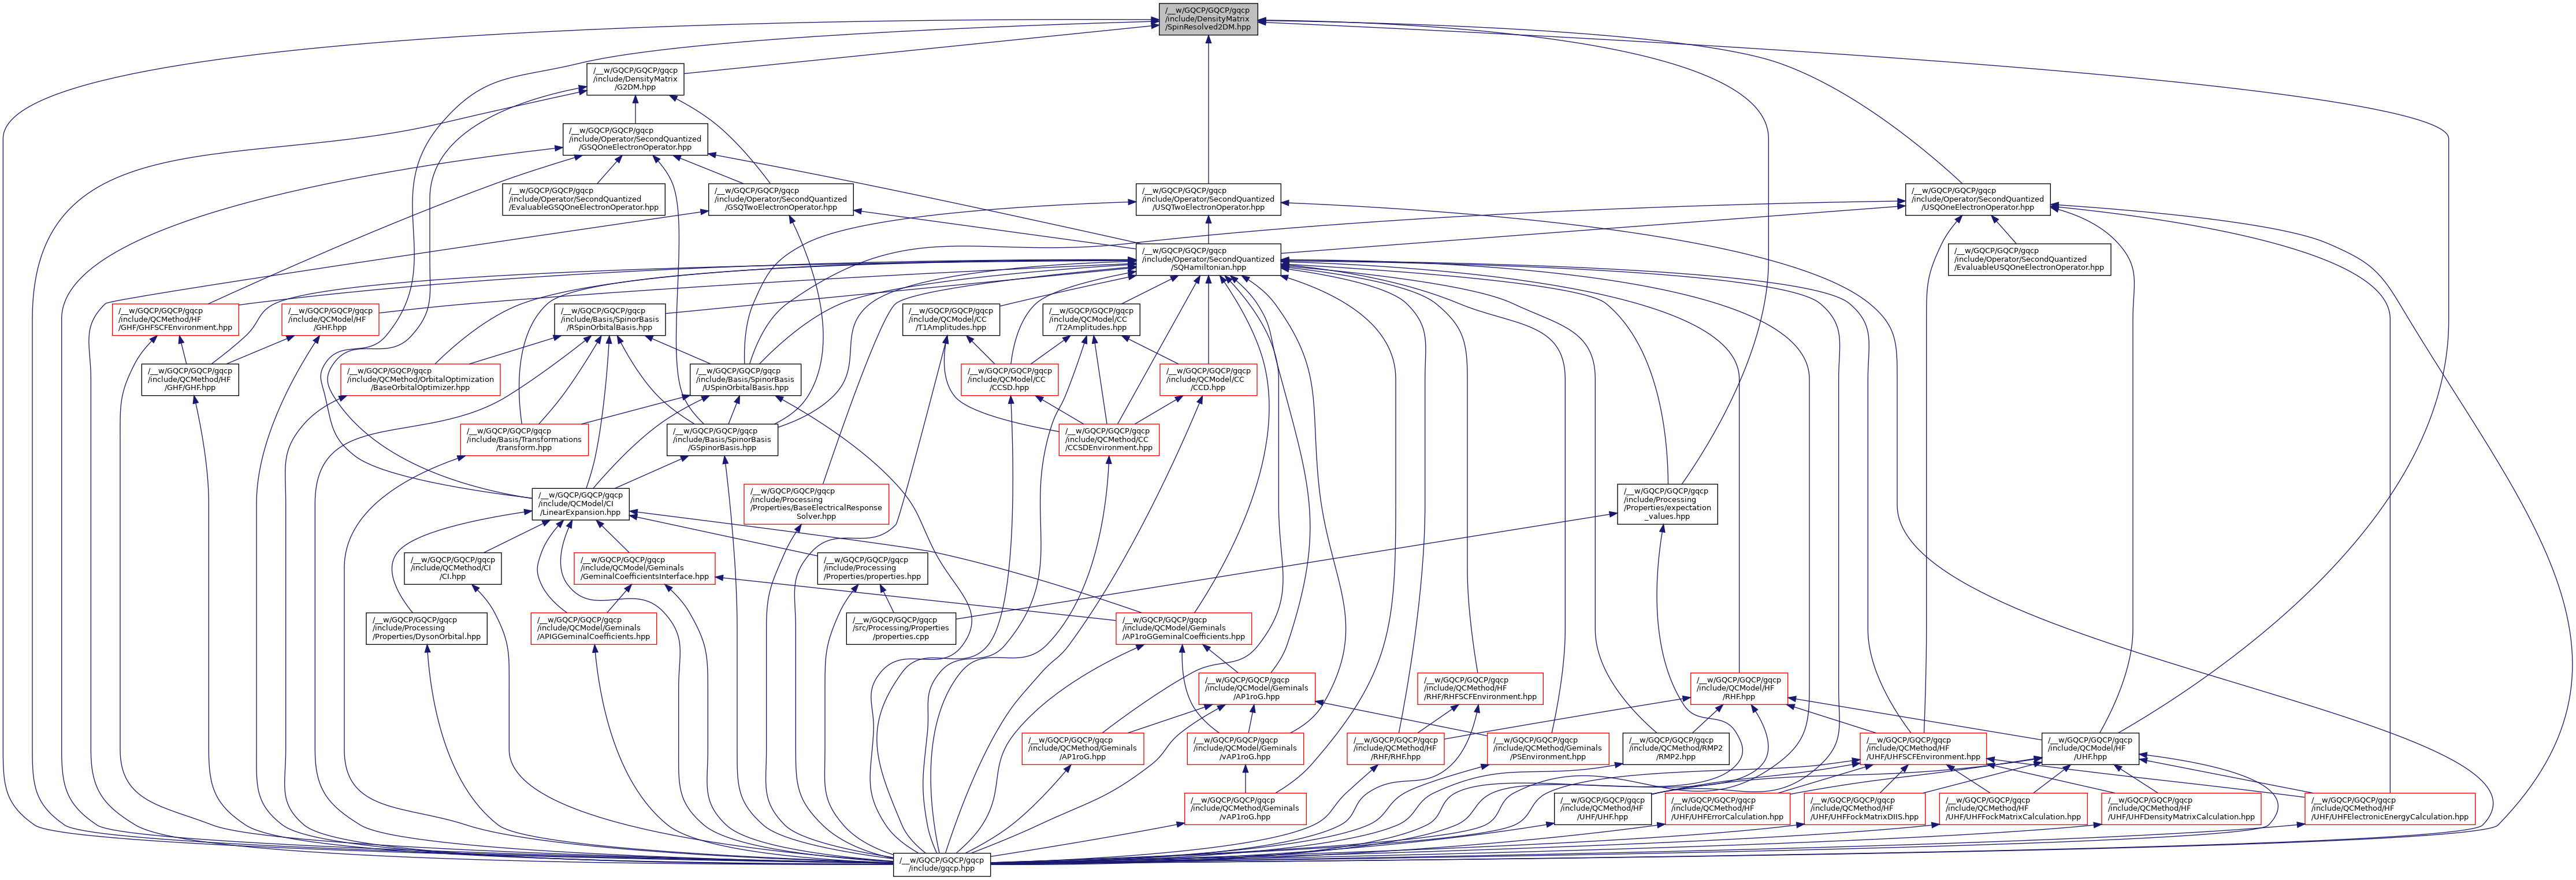 /__w/GQCP/GQCP/gqcp
/include/DensityMatrix
/SpinResolved2DM.hpp
/__w/GQCP/GQCP/gqcp
/include/DensityMatrix
/G2DM.hpp
/__w/GQCP/GQCP/gqcp
/include/Operator/SecondQuantized
/GSQOneElectronOperator.hpp
/__w/GQCP/GQCP/gqcp
/include/Operator/SecondQuantized
/EvaluableGSQOneElectronOperator.hpp
/__w/GQCP/GQCP/gqcp
/include/Operator/SecondQuantized
/GSQTwoElectronOperator.hpp
/__w/GQCP/GQCP/gqcp
/include/Operator/SecondQuantized
/USQTwoElectronOperator.hpp
/__w/GQCP/GQCP/gqcp
/include/Operator/SecondQuantized
/USQOneElectronOperator.hpp
/__w/GQCP/GQCP/gqcp
/include/Operator/SecondQuantized
/SQHamiltonian.hpp
/__w/GQCP/GQCP/gqcp
/include/Operator/SecondQuantized
/EvaluableUSQOneElectronOperator.hpp
/__w/GQCP/GQCP/gqcp
/include/QCMethod/HF
/GHF/GHFSCFEnvironment.hpp
/__w/GQCP/GQCP/gqcp
/include/QCModel/HF
/GHF.hpp
/__w/GQCP/GQCP/gqcp
/include/Basis/SpinorBasis
/RSpinOrbitalBasis.hpp
/__w/GQCP/GQCP/gqcp
/include/QCModel/CC
/T1Amplitudes.hpp
/__w/GQCP/GQCP/gqcp
/include/QCModel/CC
/T2Amplitudes.hpp
/__w/GQCP/GQCP/gqcp
/include/QCMethod/HF
/GHF/GHF.hpp
/__w/GQCP/GQCP/gqcp
/include/QCMethod/OrbitalOptimization
/BaseOrbitalOptimizer.hpp
/__w/GQCP/GQCP/gqcp
/include/Basis/SpinorBasis
/USpinOrbitalBasis.hpp
/__w/GQCP/GQCP/gqcp
/include/QCModel/CC
/CCSD.hpp
/__w/GQCP/GQCP/gqcp
/include/QCModel/CC
/CCD.hpp
/__w/GQCP/GQCP/gqcp
/include/Basis/Transformations
/transform.hpp
/__w/GQCP/GQCP/gqcp
/include/Basis/SpinorBasis
/GSpinorBasis.hpp
/__w/GQCP/GQCP/gqcp
/include/QCMethod/CC
/CCSDEnvironment.hpp
/__w/GQCP/GQCP/gqcp
/include/QCModel/CI
/LinearExpansion.hpp
/__w/GQCP/GQCP/gqcp
/include/Processing
/Properties/BaseElectricalResponse
Solver.hpp
/__w/GQCP/GQCP/gqcp
/include/Processing
/Properties/expectation
_values.hpp
/__w/GQCP/GQCP/gqcp
/include/QCMethod/CI
/CI.hpp
/__w/GQCP/GQCP/gqcp
/include/QCModel/Geminals
/GeminalCoefficientsInterface.hpp
/__w/GQCP/GQCP/gqcp
/include/Processing
/Properties/properties.hpp
/__w/GQCP/GQCP/gqcp
/include/Processing
/Properties/DysonOrbital.hpp
/__w/GQCP/GQCP/gqcp
/include/QCModel/Geminals
/APIGGeminalCoefficients.hpp
/__w/GQCP/GQCP/gqcp
/src/Processing/Properties
/properties.cpp
/__w/GQCP/GQCP/gqcp
/include/QCModel/Geminals
/AP1roGGeminalCoefficients.hpp
/__w/GQCP/GQCP/gqcp
/include/QCModel/Geminals
/AP1roG.hpp
/__w/GQCP/GQCP/gqcp
/include/QCMethod/HF
/RHF/RHFSCFEnvironment.hpp
/__w/GQCP/GQCP/gqcp
/include/QCModel/HF
/RHF.hpp
/__w/GQCP/GQCP/gqcp
/include/QCMethod/Geminals
/AP1roG.hpp
/__w/GQCP/GQCP/gqcp
/include/QCModel/Geminals
/vAP1roG.hpp
/__w/GQCP/GQCP/gqcp
/include/QCMethod/HF
/RHF/RHF.hpp
/__w/GQCP/GQCP/gqcp
/include/QCMethod/Geminals
/PSEnvironment.hpp
/__w/GQCP/GQCP/gqcp
/include/QCMethod/RMP2
/RMP2.hpp
/__w/GQCP/GQCP/gqcp
/include/QCMethod/HF
/UHF/UHFSCFEnvironment.hpp
/__w/GQCP/GQCP/gqcp
/include/QCModel/HF
/UHF.hpp
/__w/GQCP/GQCP/gqcp
/include/QCMethod/Geminals
/vAP1roG.hpp
/__w/GQCP/GQCP/gqcp
/include/QCMethod/HF
/UHF/UHF.hpp
/__w/GQCP/GQCP/gqcp
/include/QCMethod/HF
/UHF/UHFErrorCalculation.hpp
/__w/GQCP/GQCP/gqcp
/include/QCMethod/HF
/UHF/UHFFockMatrixDIIS.hpp
/__w/GQCP/GQCP/gqcp
/include/QCMethod/HF
/UHF/UHFFockMatrixCalculation.hpp
/__w/GQCP/GQCP/gqcp
/include/QCMethod/HF
/UHF/UHFDensityMatrixCalculation.hpp
/__w/GQCP/GQCP/gqcp
/include/QCMethod/HF
/UHF/UHFElectronicEnergyCalculation.hpp
/__w/GQCP/GQCP/gqcp
/include/gqcp.hpp